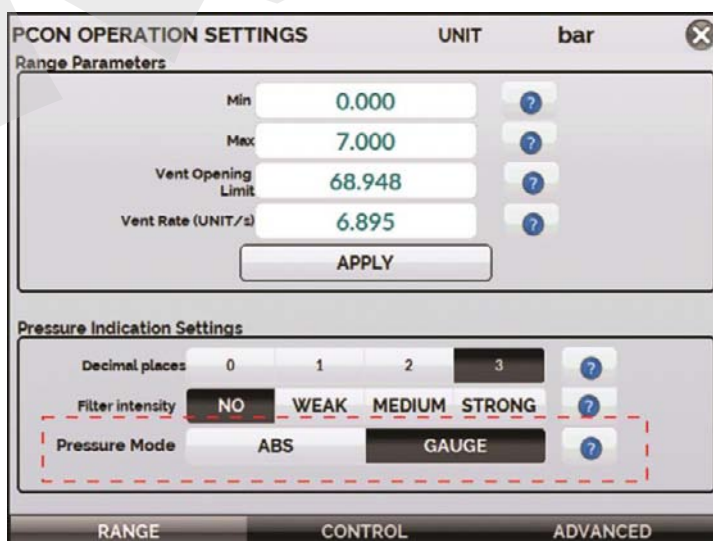 PCON OPERATION SETTINGS UNIT bar
Range Parameters
Min 0.000 ?
Max 7.000 ?
Vent Opening
Limit 68.948 ?
Vent Rate (UNIT/s) 6.895 ?
APPLY
Pressure Indication Settings
Decimal places 0 1 2 3 ?
Filter intensity NO WEAK MEDIUM STRONG ?
Pressure Mode ABS GAUGE ?
RANGE CONTROL ADVANCED